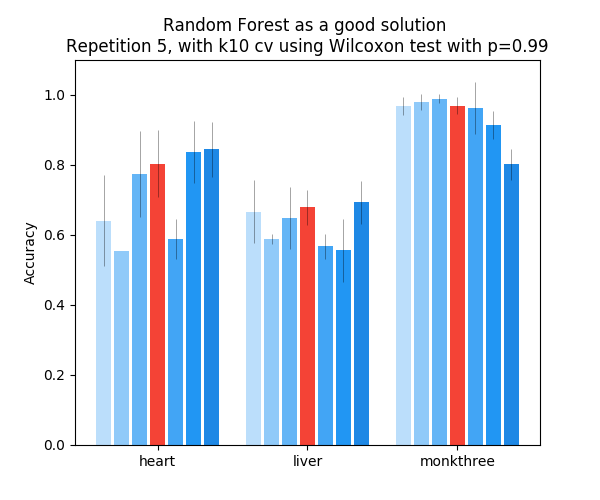 Random Forest as a good solution
Repetition 5, with k10 cv using Wilcoxon test with p=0.99
1.0
0.8
0.6
0.4
0.2
0.0
Accuracy
heart liver monkthree